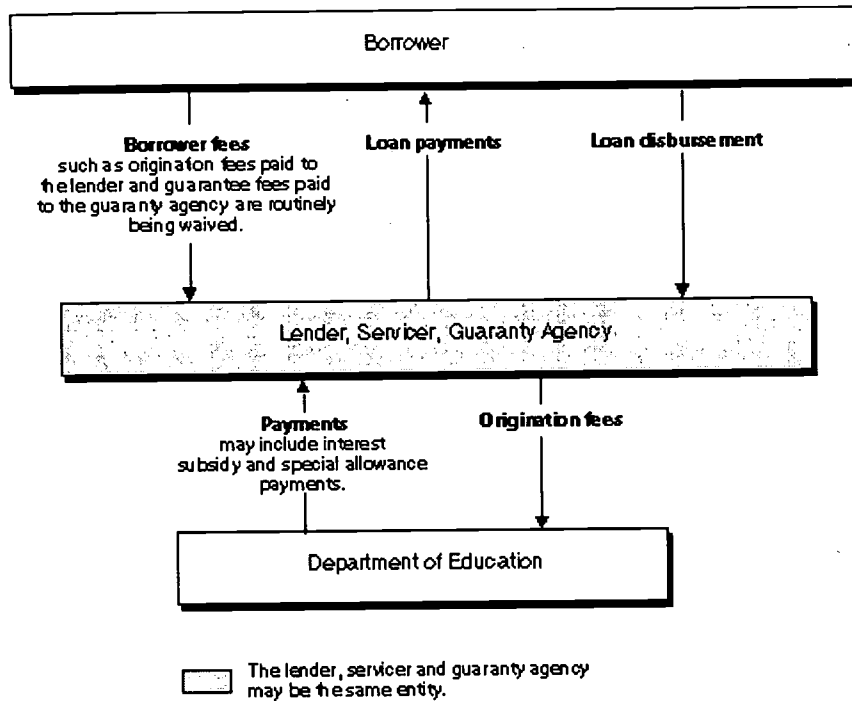 Borrower
Borrower fees
such as origination fees paid to
the lender and guarantee fees paid
to the guaranty agency are routinely
being waived.
Loan payments
Loan disbursement
Lender, Servicer, Guaranty Agency
Payments
may include interest
subsidy and special allowance
payments.
Origination fees
Department of Education
The lender, servicer and guaranty agency
may be the same entity.